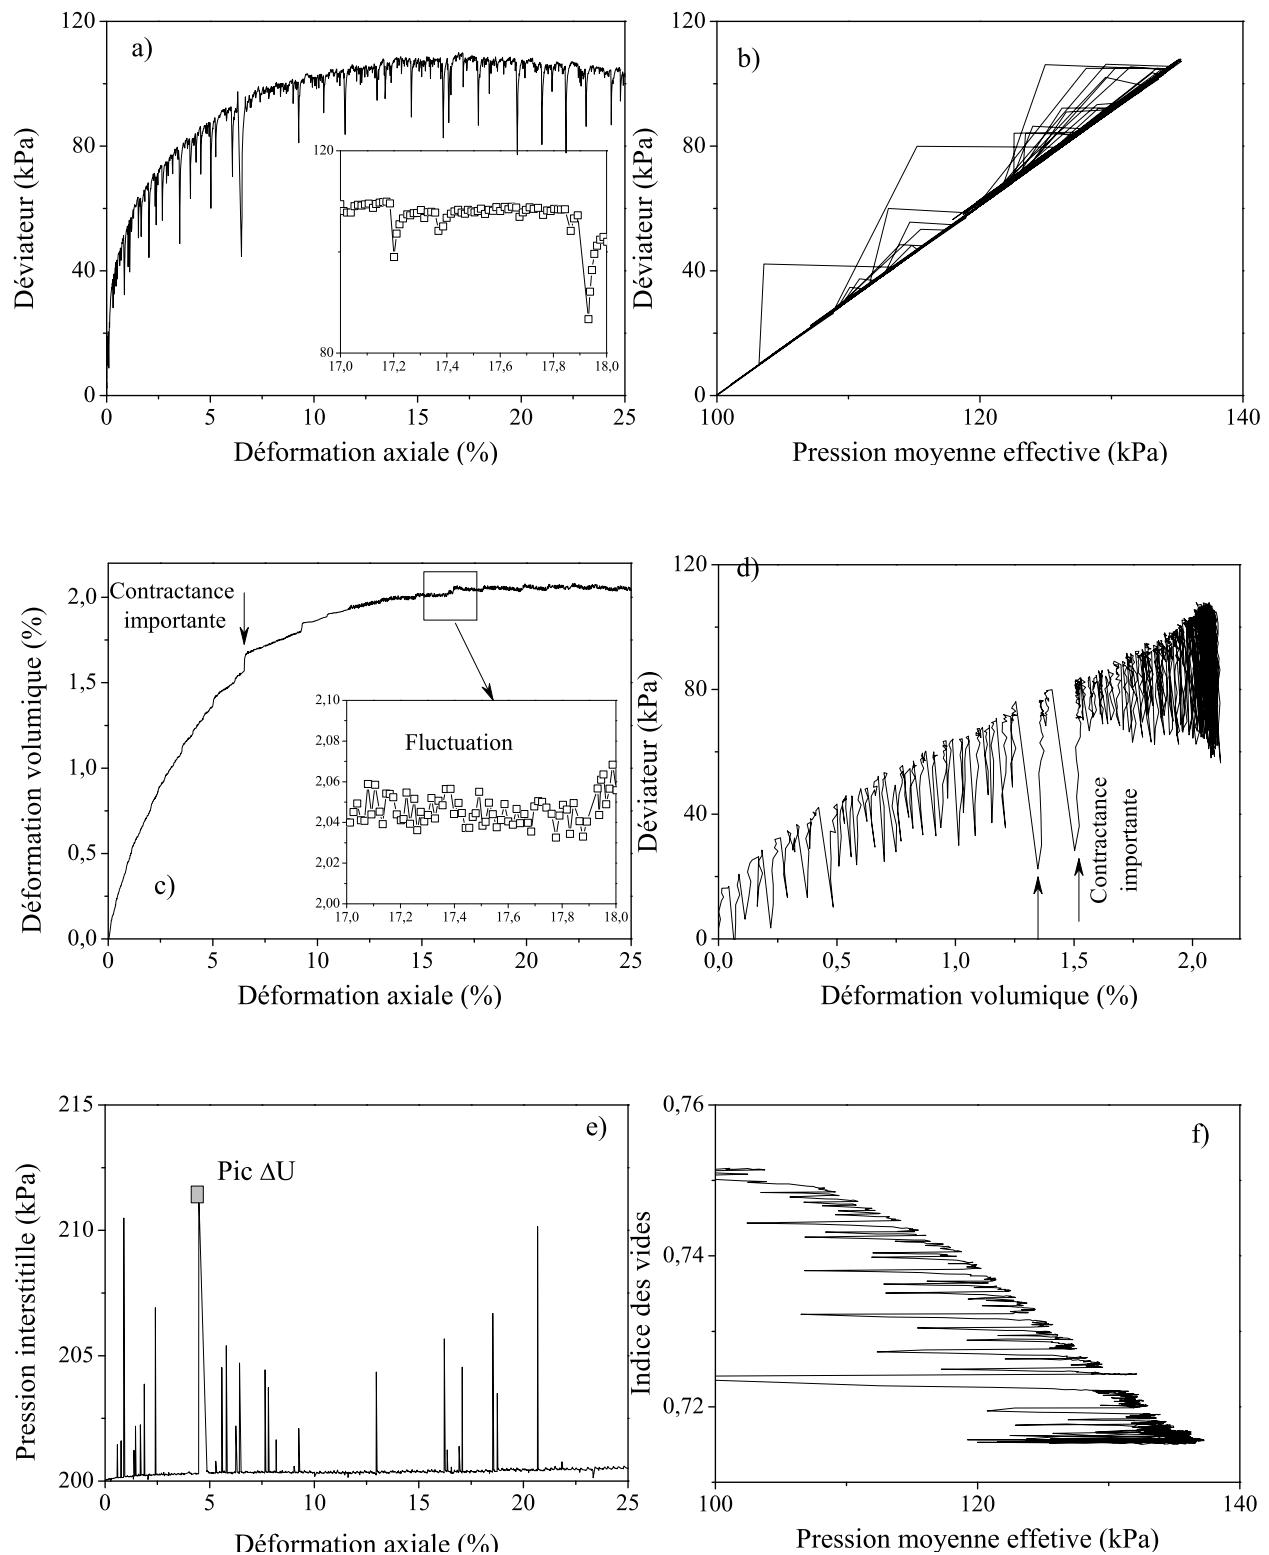 a)
120
80
40
0
Déviateur (kPa)
0 5 10 15 20 25
Déformation axiale (%)
120
80
17,0 17,2 17,4 17,6 17,8 18,0
b)
120
80
40
0
Déviateur (kPa)
100 120 140
Pression moyenne effective (kPa)
Contractance
importante
2,0
1,5
1,0
0,5
0,0
Déformation volumique (%)
c)
0 5 10 15 20 25
Déformation axiale (%)
Fluctuation
2,10
2,08
2,06
2,04
2,02
2,00
17,0 17,2 17,4 17,6 17,8 18,0
d)
120
80
40
0
Déviateur (kPa)
Contractance
importante
0,0 0,5 1,0 1,5 2,0
Déformation volumique (%)
e)
Pic ΔU
215
210
205
200
Pression interstitille (kPa)
0 5 10 15 20 25
Déformation axiale (%)
f)
0,76
0,74
0,72
Indice des vides
100 120 140
Pression moyenne effetive (kPa)